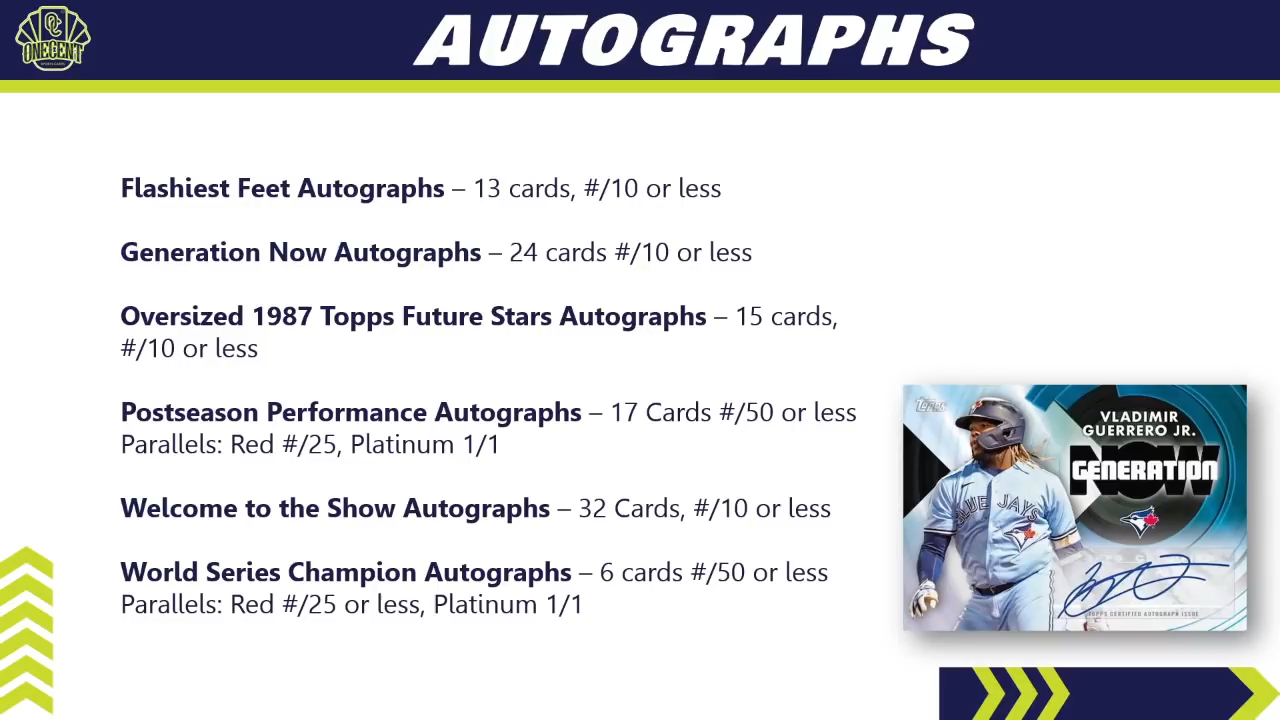 OC
ONEGENT
SPORTS CARDS
AUTOGRAPHS
Flashiest Feet Autographs – 13 cards, #/10 or less
Generation Now Autographs – 24 cards #/10 or less
Oversized 1987 Topps Future Stars Autographs – 15 cards,
#/10 or less
Postseason Performance Autographs – 17 Cards #/50 or less
Parallels: Red #/25, Platinum 1/1
Welcome to the Show Autographs – 32 Cards, #/10 or less
World Series Champion Autographs – 6 cards #/50 or less
Parallels: Red #/25 or less, Platinum 1/1
Topps
VLADIMIR
GUERRERO JR.
GENERATION
NOW
BLUE JAYS
TOPPS CERTIFIED AUTOGRAPH ISSUE